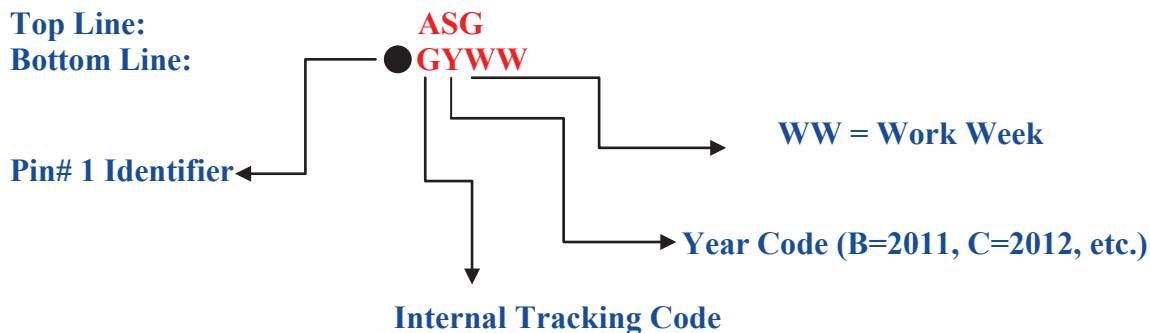 Top Line: ASG
Bottom Line: GYWW
WW = Work Week
Pin# 1 Identifier
Year Code (B=2011, C=2012, etc.)
Internal Tracking Code